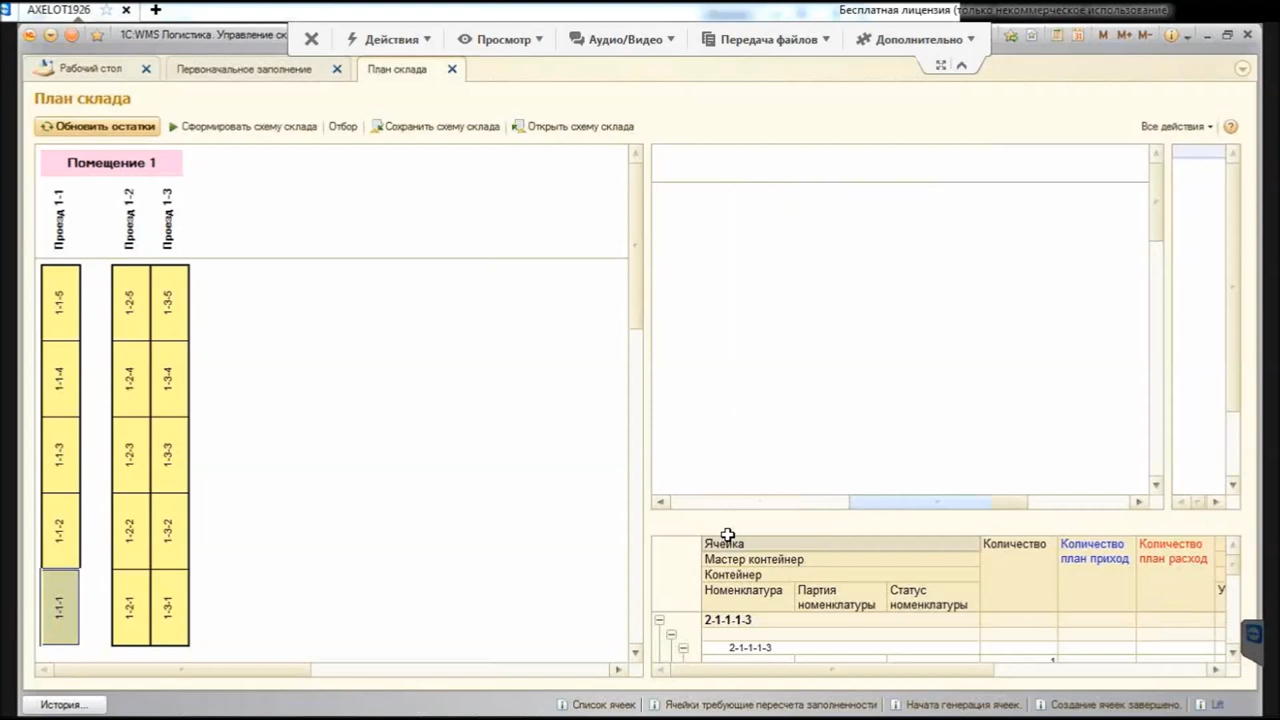 AXELOT1926
Бесплатная лицензия (только некоммерческое использование)
1С:WMS Логистика. Управление ск
Действия
Просмотр
Аудио/Видео
Передача файлов
Дополнительно
M M+ M-
Рабочий стол
Первоначальное заполнение
План склада
План склада
Обновить остатки
Сформировать схему склада
Отбор
Сохранить схему склада
Открыть схему склада
Все действия
Помещение 1
Проезд 1-1
Проезд 1-2
Проезд 1-3
1-1-5 1-2-5 1-3-5
1-1-4 1-2-4 1-3-4
1-1-3 1-2-3 1-3-3
1-1-2 1-2-2 1-3-2
1-1-1 1-2-1 1-3-1
Ячейка
Мастер контейнер
Контейнер
Номенклатура
Партия
номенклатуры
Статус
номенклатуры
Количество
Количество
план приход
Количество
план расход
У
2-1-1-1-3
2-1-1-1-3
1
История...
Список ячеек
Ячейки требующие пересчета заполненности
Начата генерация ячеек.
Создание ячеек завершено.
Lift